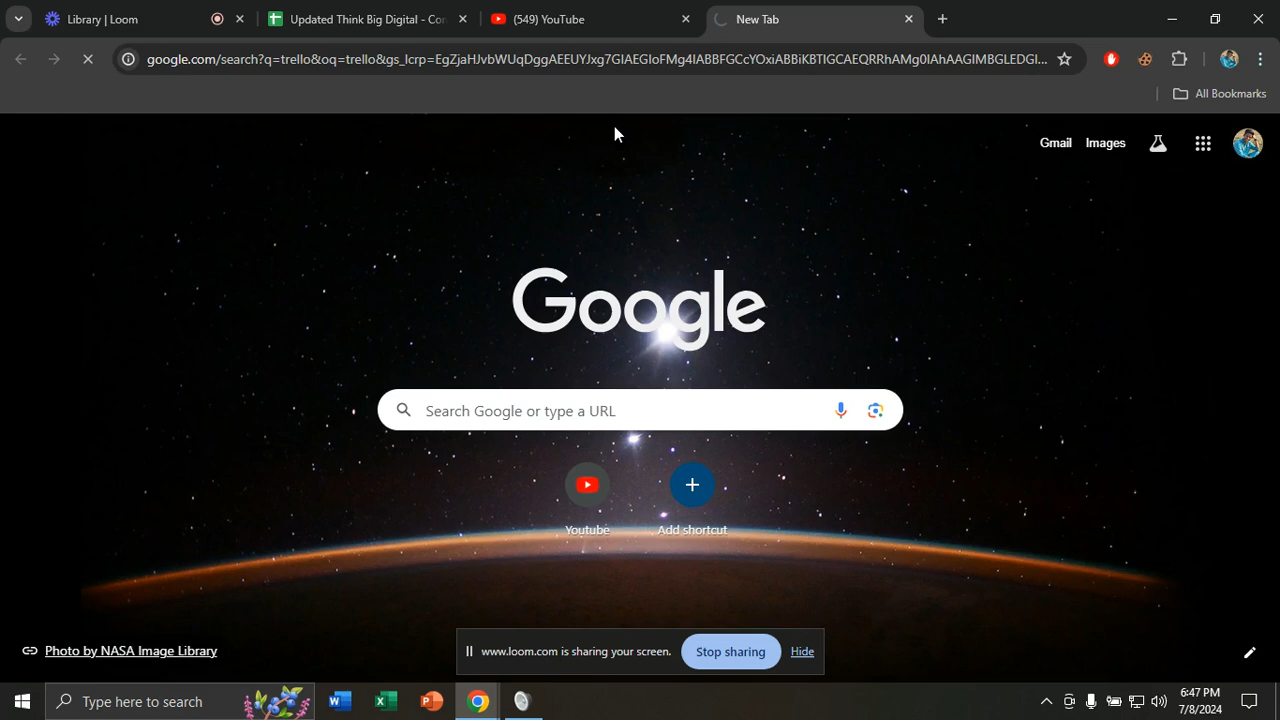 Library | Loom
Updated Think Big Digital - Con
(549) YouTube
New Tab
google.com/search?q=trello&oq=trello&gs_lcrp=EgZjaHJvbWUqDggAEEUYJxg7GIAEGIoFMg4IABBFGCcYOxiABBiKBTIGCAEQRRhAMg0IAhAAGIMBGLEDGI...
All Bookmarks
Gmail Images
Google
Search Google or type a URL
Youtube
Add shortcut
Photo by NASA Image Library
www.loom.com is sharing your screen.
Stop sharing
Hide
Type here to search
6:47 PM
7/8/2024